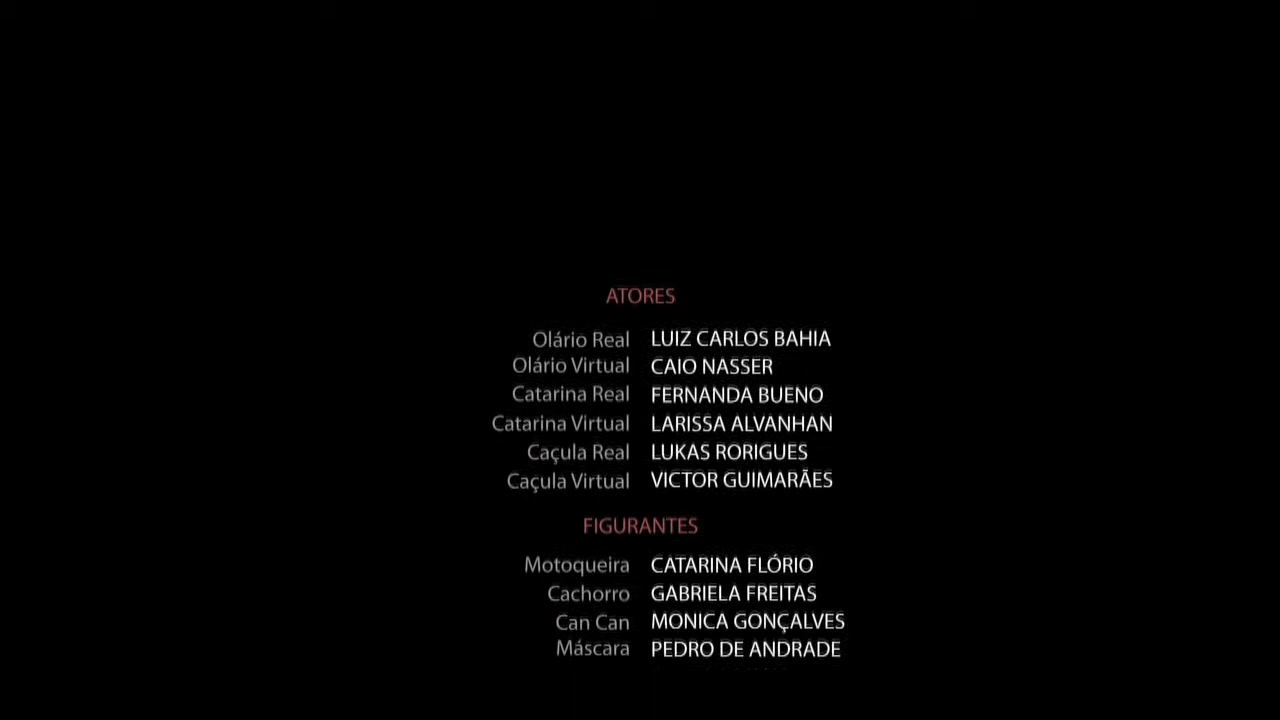 ATORES
Olário Real LUIZ CARLOS BAHIA
Olário Virtual CAIO NASSER
Catarina Real FERNANDA BUENO
Catarina Virtual LARISSA ALVANHAN
Caçula Real LUKAS RORIGUES
Caçula Virtual VICTOR GUIMARÃES
FIGURANTES
Motoqueira CATARINA FLÓRIO
Cachorro GABRIELA FREITAS
Can Can MONICA GONÇALVES
Máscara PEDRO DE ANDRADE